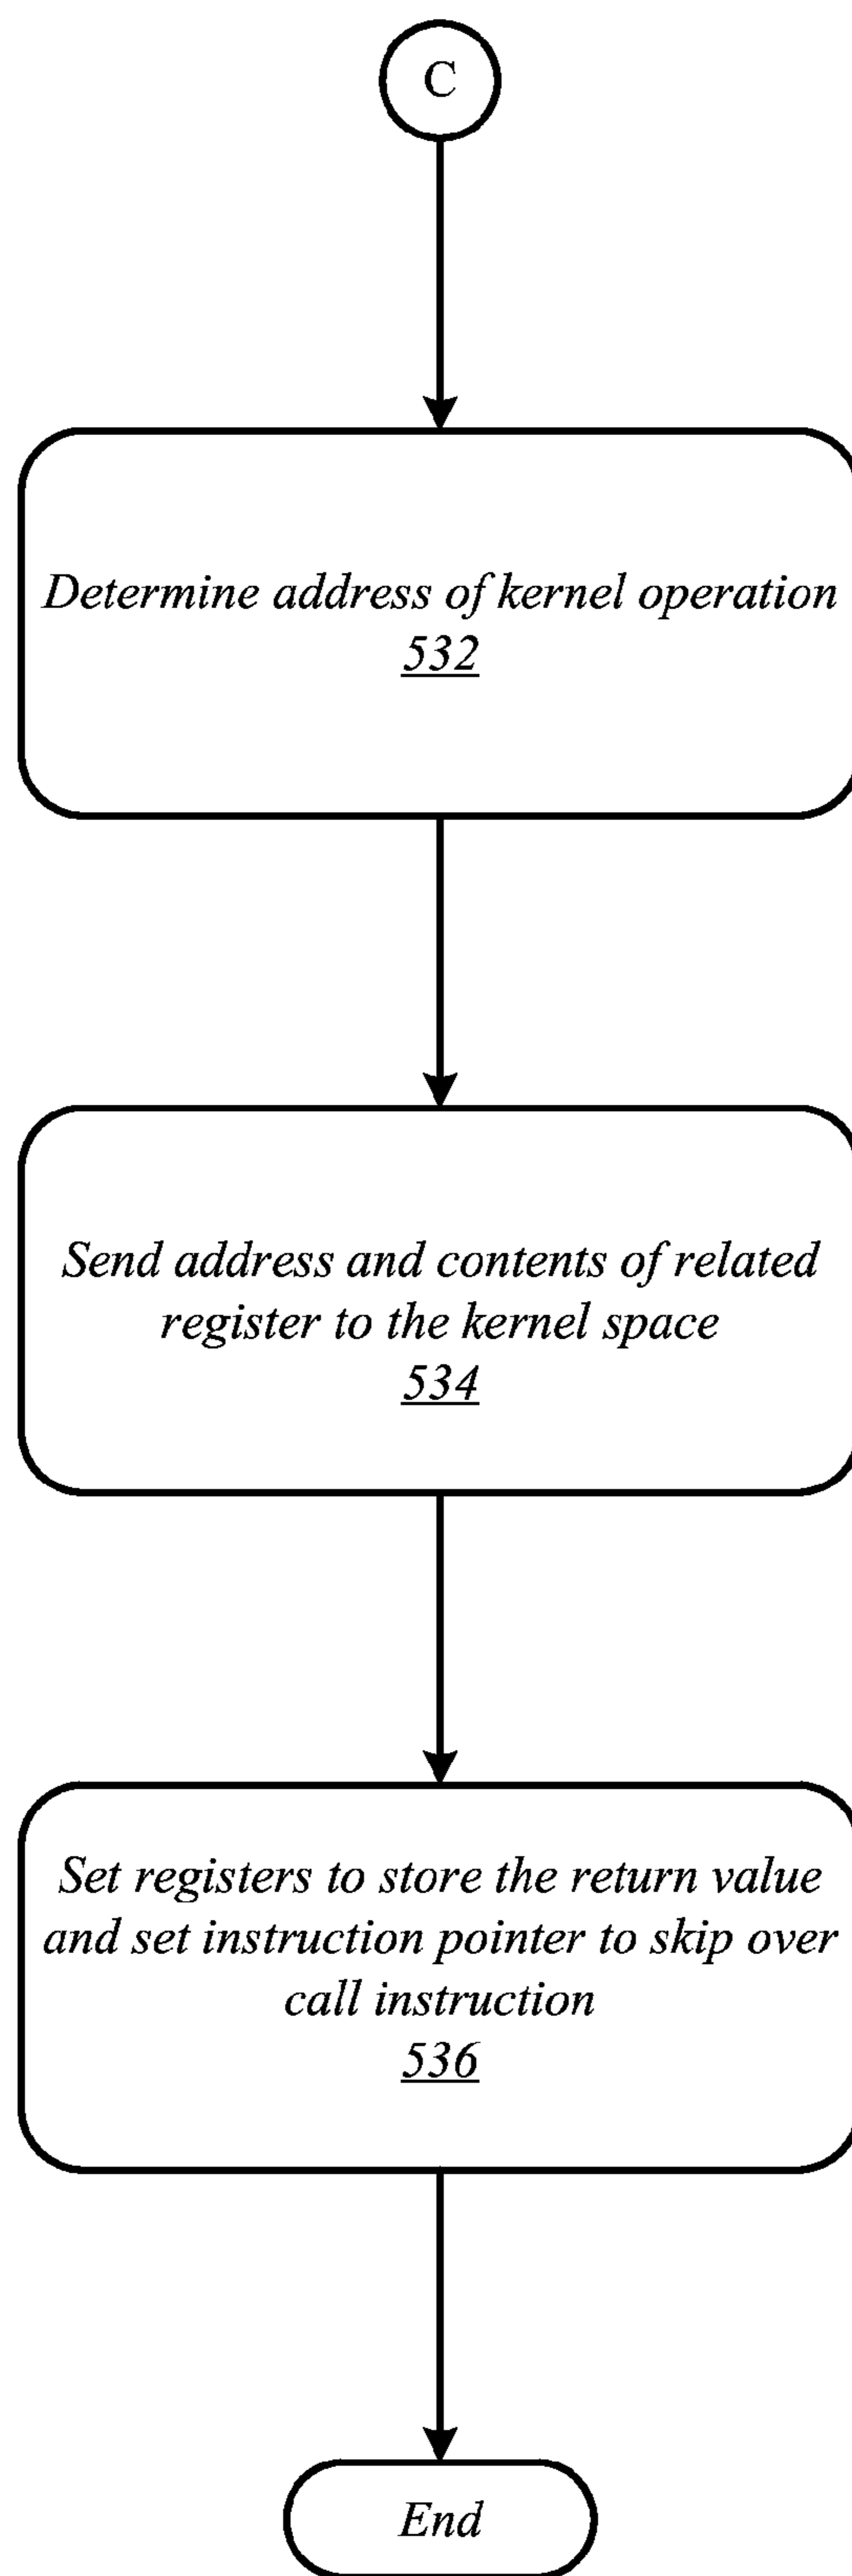 C
Determine address of kernel operation
532
Send address and contents of related
register to the kernel space
534
Set registers to store the return value
and set instruction pointer to skip over
call instruction
536
End